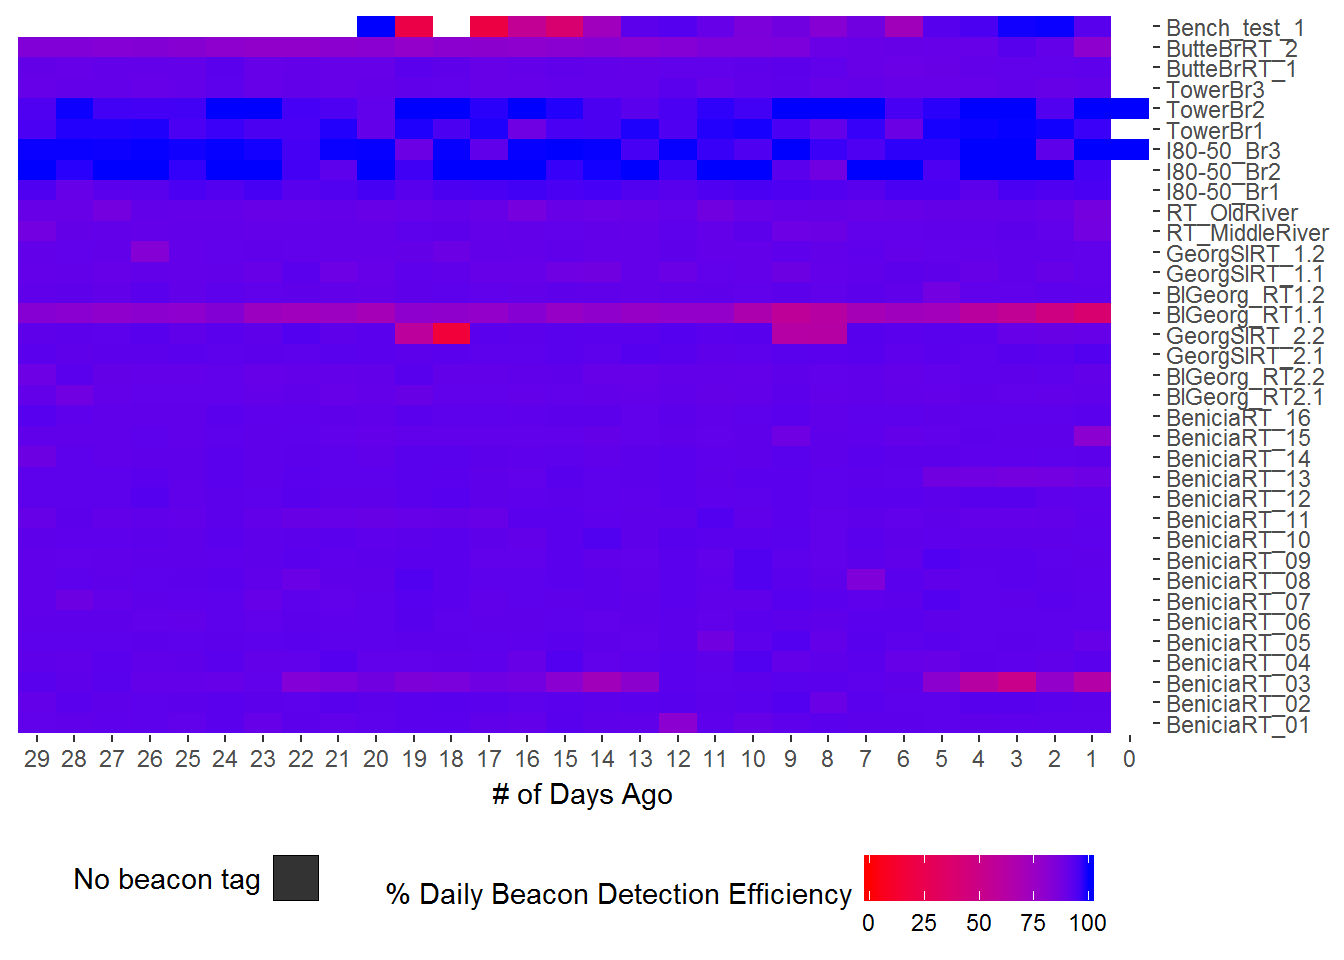 Bench_test_1
ButteBrRT_2
ButteBrRT_1
TowerBr3
TowerBr2
TowerBr1
I80-50_Br3
I80-50_Br2
I80-50_Br1
RT_OldRiver
RT_MiddleRiver
GeorgSlRT_1.2
GeorgSlRT_1.1
BlGeorg_RT1.2
BlGeorg_RT1.1
GeorgSlRT_2.2
GeorgSlRT_2.1
BlGeorg_RT2.2
BlGeorg_RT2.1
BeniciaRT_16
BeniciaRT_15
BeniciaRT_14
BeniciaRT_13
BeniciaRT_12
BeniciaRT_11
BeniciaRT_10
BeniciaRT_09
BeniciaRT_08
BeniciaRT_07
BeniciaRT_06
BeniciaRT_05
BeniciaRT_04
BeniciaRT_03
BeniciaRT_02
BeniciaRT_01
29 28 27 26 25 24 23 22 21 20 19 18 17 16 15 14 13 12 11 10 9 8 7 6 5 4 3 2 1 0
# of Days Ago
No beacon tag
% Daily Beacon Detection Efficiency
0 25 50 75 100